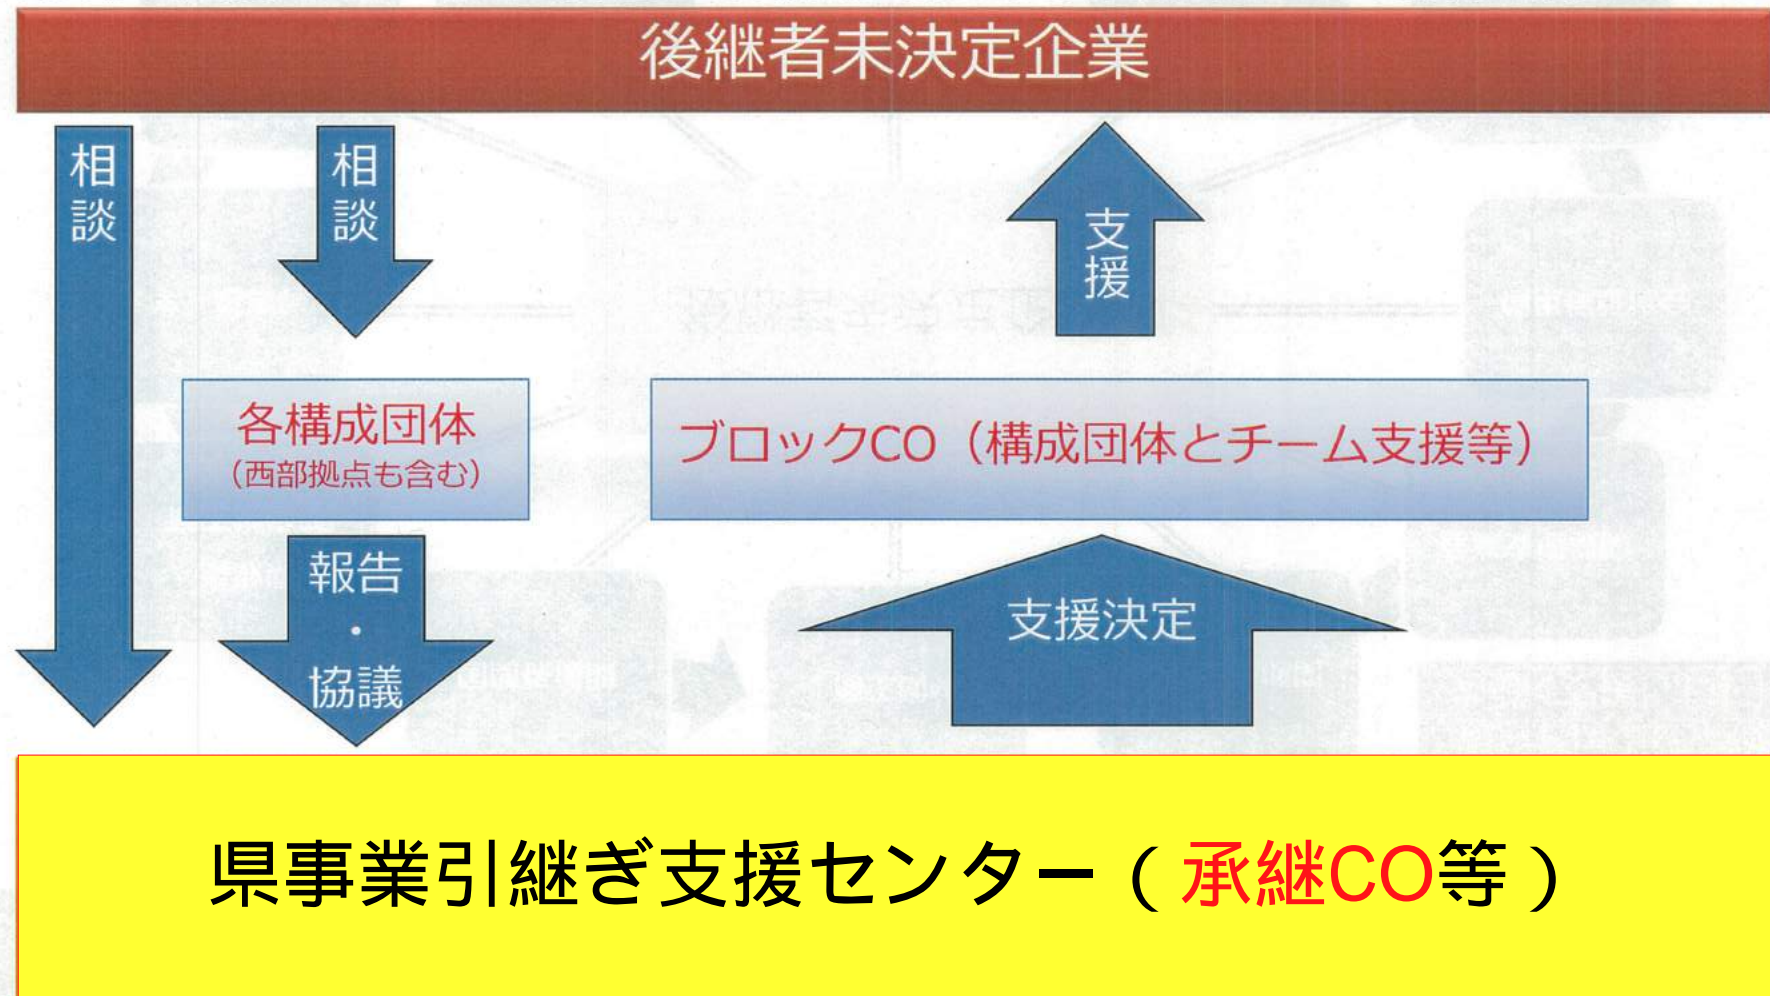 後継者未決定企業
相談
相談
支援
各構成団体
（西部拠点も含む）
ブロックCO（構成団体とチーム支援等）
報告
・
協議
支援決定
県事業引継ぎ支援センター（承継CO等）